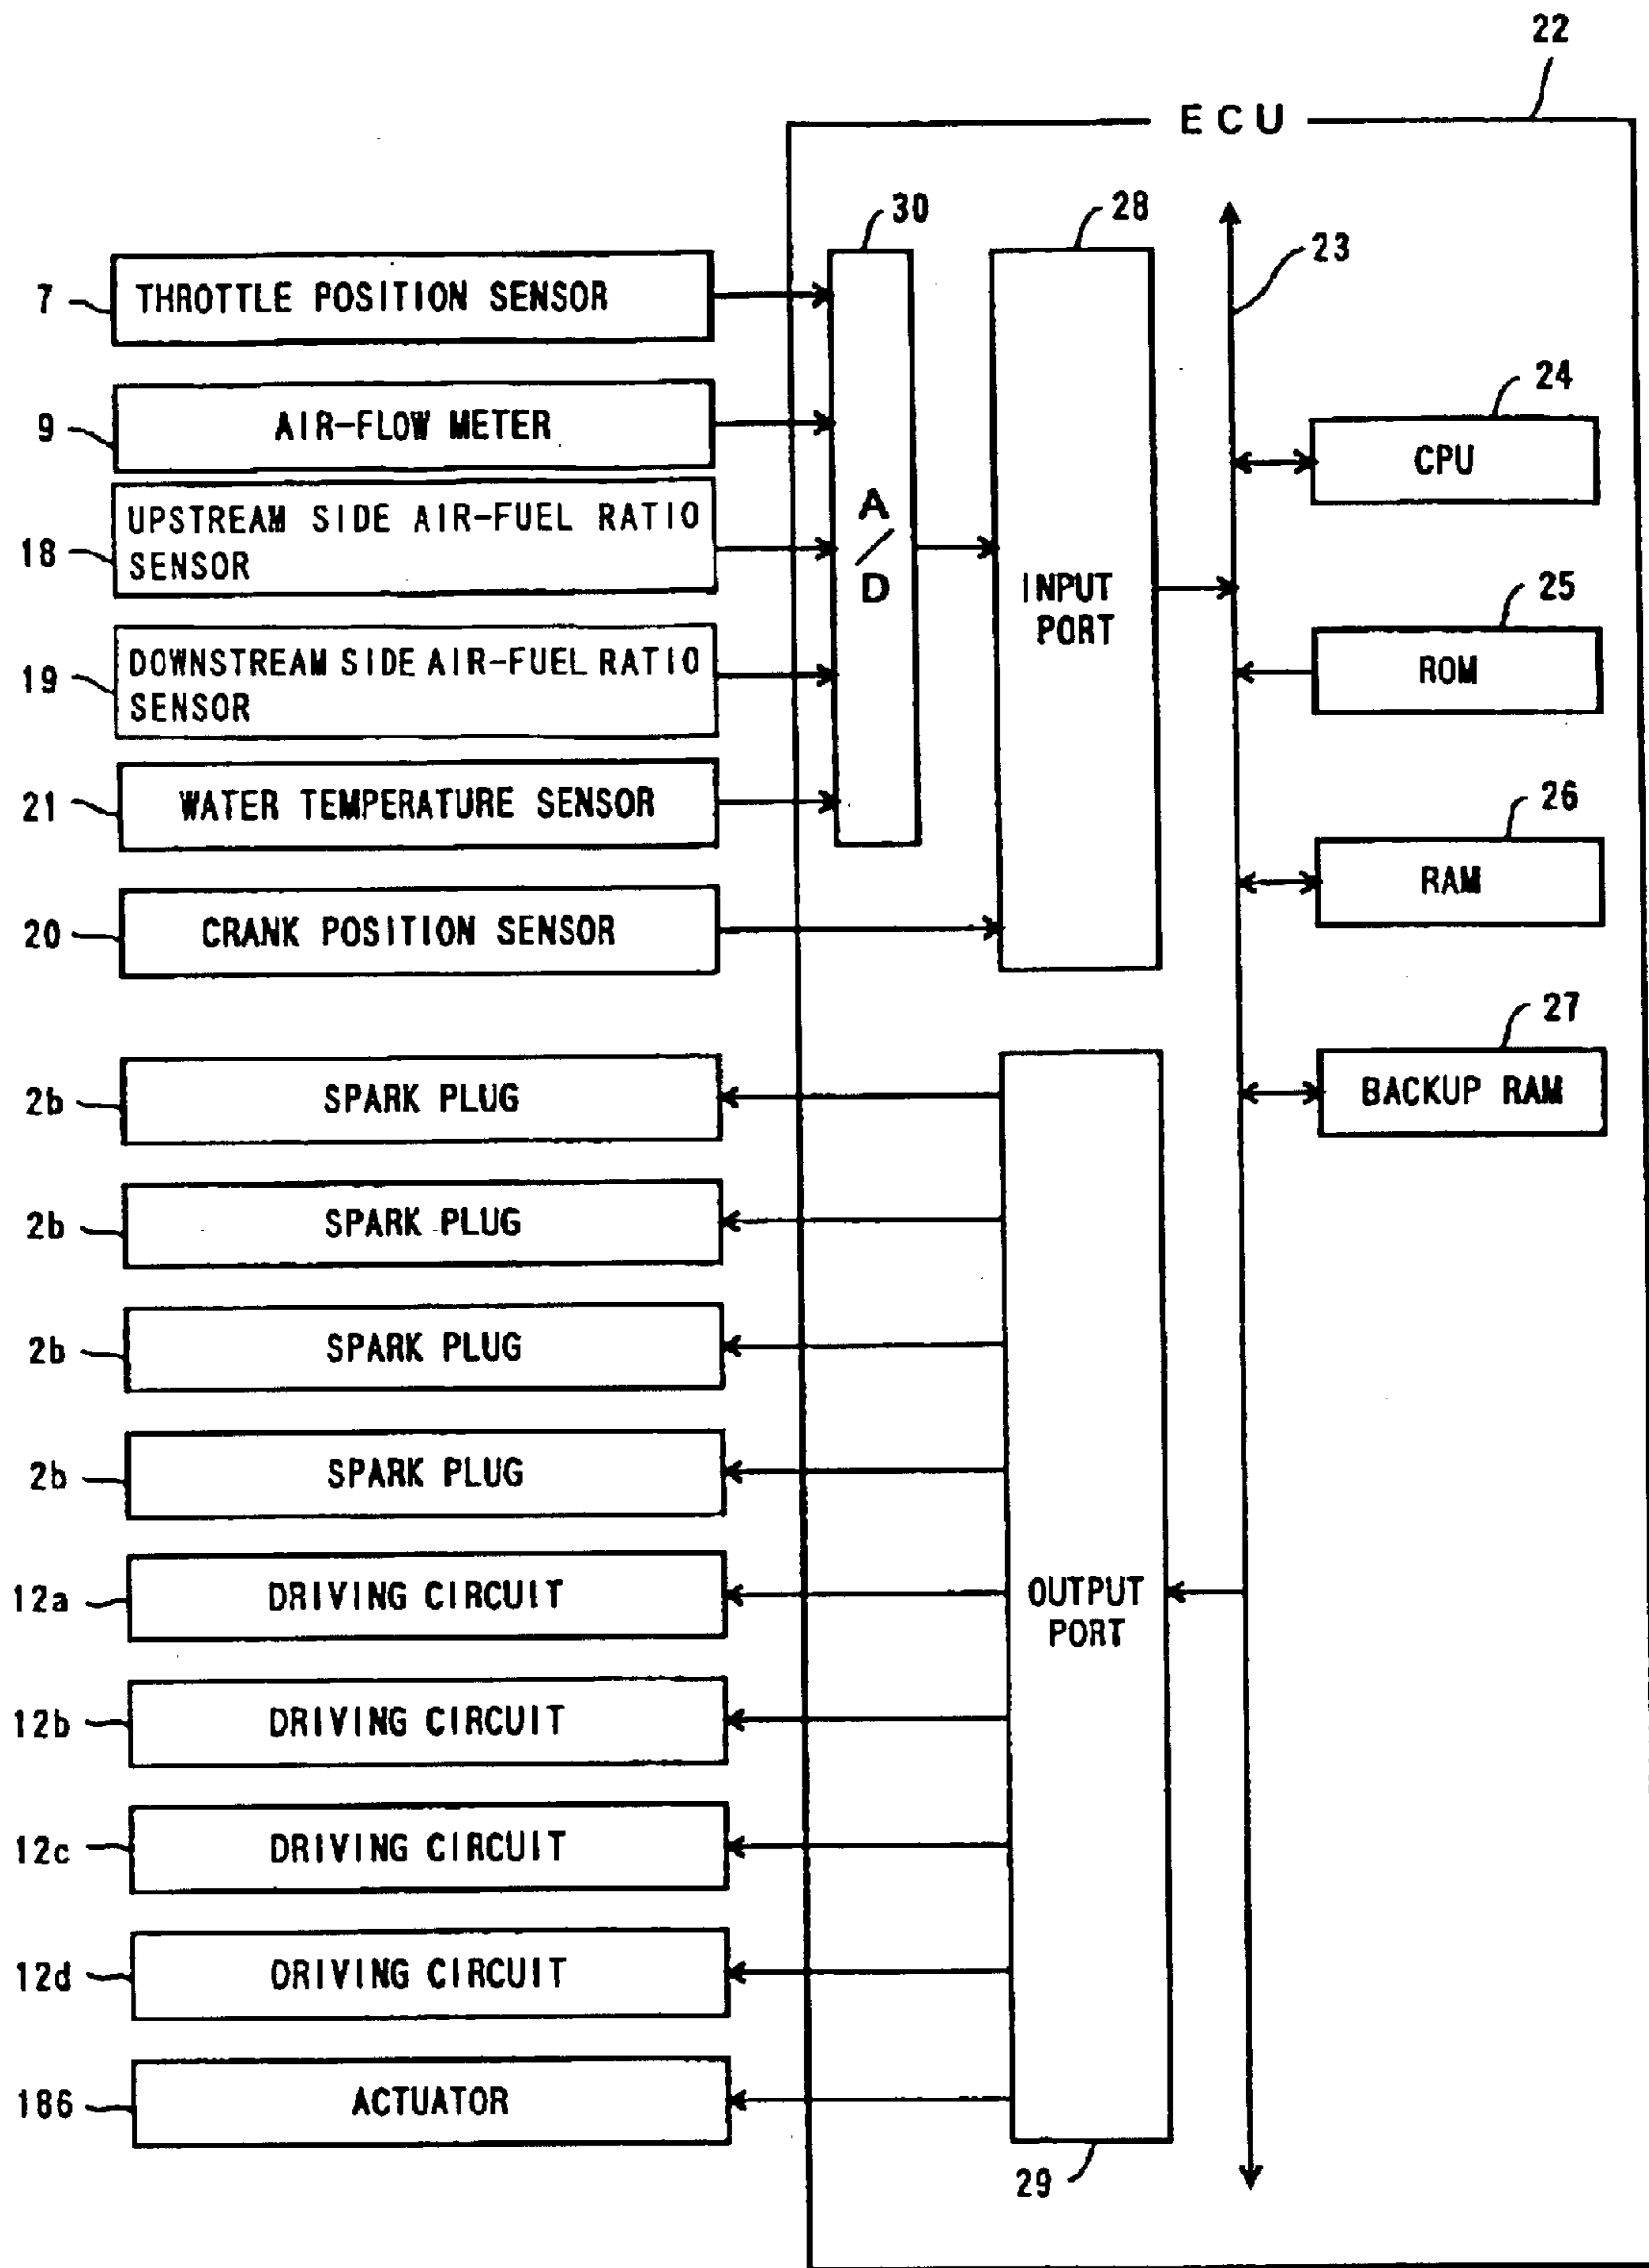 22
ECU
30
28
23
7
THROTTLE POSITION SENSOR
24
9
AIR-FLOW METER
CPU
18
UPSTREAM SIDE AIR-FUEL RATIO
SENSOR
A/D
INPUT
PORT
25
ROM
19
DOWNSTREAM SIDE AIR-FUEL RATIO
SENSOR
21
WATER TEMPERATURE SENSOR
26
RAM
20
CRANK POSITION SENSOR
27
BACKUP RAM
2b
SPARK PLUG
2b
SPARK PLUG
2b
SPARK PLUG
2b
SPARK PLUG
12a
DRIVING CIRCUIT
OUTPUT
PORT
12b
DRIVING CIRCUIT
12c
DRIVING CIRCUIT
12d
DRIVING CIRCUIT
186
ACTUATOR
29